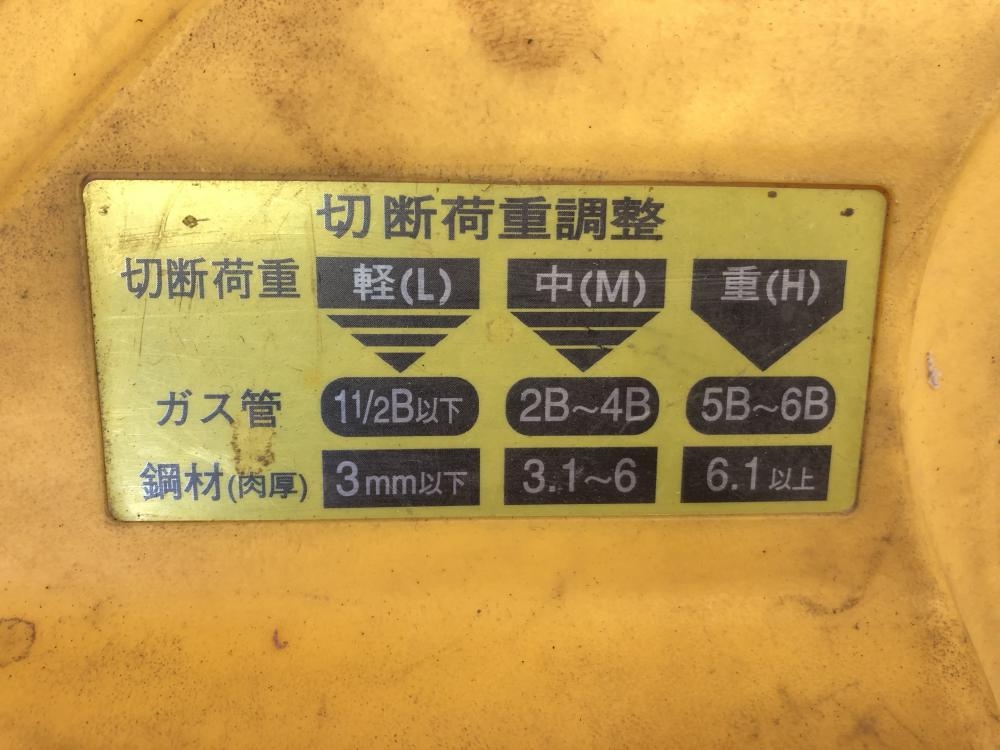 切断荷重調整
切断荷重 軽(L) 中(M) 重(H)
ガス管 11/2B以下 2B～4B 5B～6B
鋼材(肉厚) 3mm以下 3.1～6 6.1以上